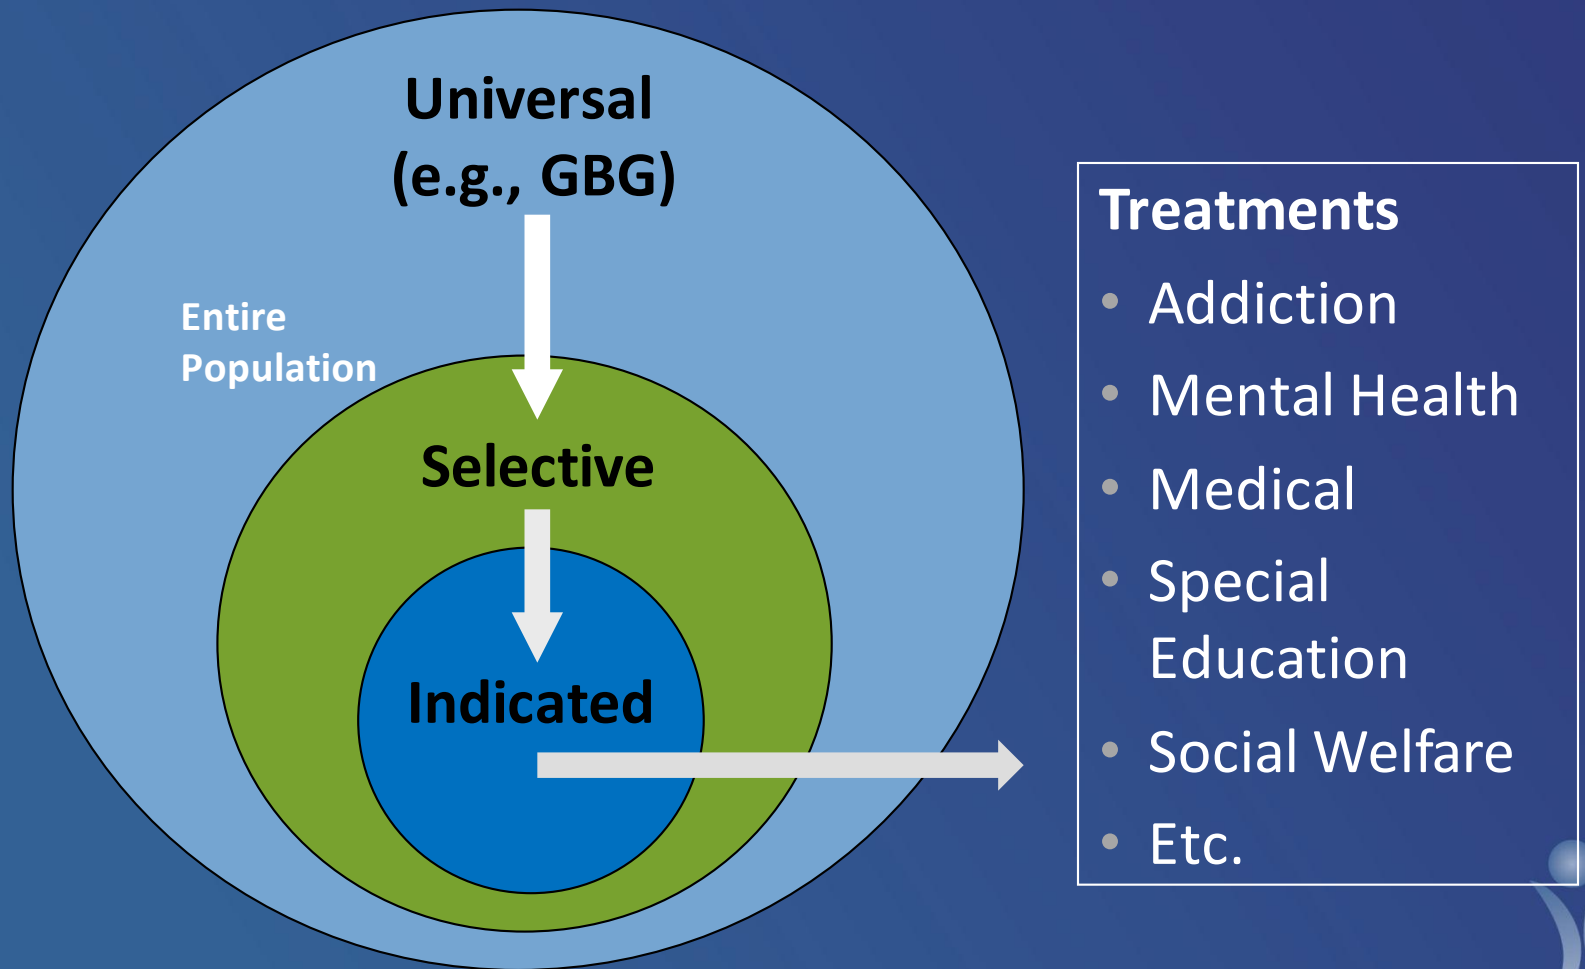 Universal
(e.g., GBG)
Entire
Population
Selective
Indicated
Treatments
• Addiction
• Mental Health
• Medical
• Special
Education
• Social Welfare
• Etc.